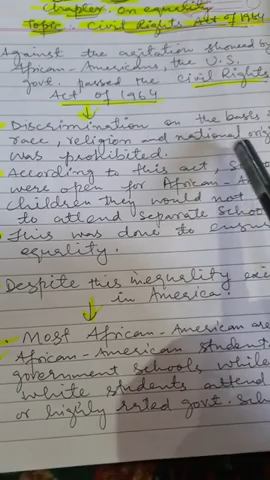 Chapter: On equality
Topic: Civil Rights Act of 1964
Against the agitation showed by
African-Americans, the U.S.
govt. passed the Civil Rights
Act of 1964
Discrimination on the basis
race, religion and national
was prohibited.
According to this act,
were open for African-
children they would not
to attend separate
This was done to
equality.
Despite this inequality
in America.
Most African-American are
African-American
government schools while
white students attend
or highly rated govt.